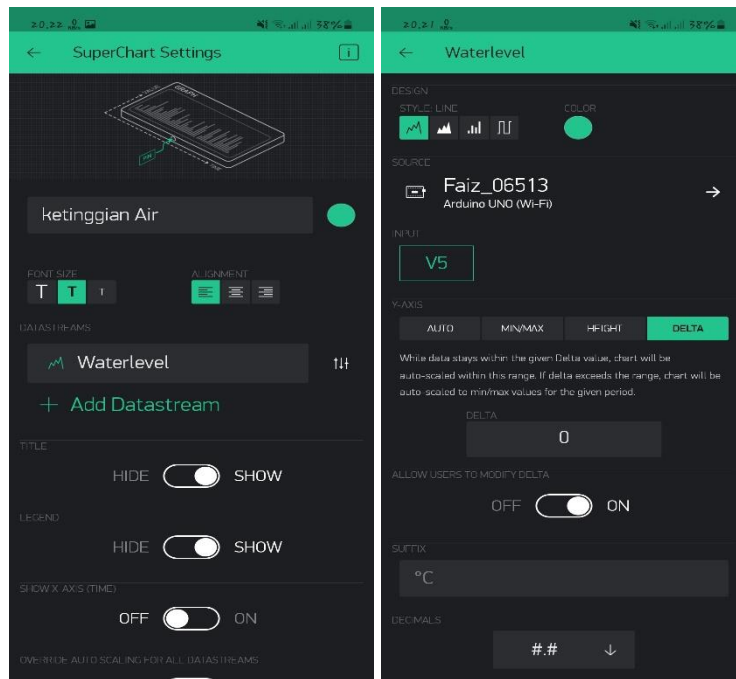 20.22
38%
SuperChart Settings
TRUE
GRAPH
PIN
TIME
ketinggian Air
FONT SIZE
T T T
ALIGNMENT
DATASTREAMS
Waterlevel
+ Add Datastream
TITLE
HIDE SHOW
LEGEND
HIDE SHOW
SHOW X AXIS (TIME)
OFF ON
OVERRIDE AUTO SCALING FOR ALL DATASTREAMS
20.21
38%
Waterlevel
DESIGN
STYLE: LINE
COLOR
SOURCE
Faiz_06513
Arduino UNO (Wi-Fi)
INPUT
V5
Y-AXIS
AUTO MIN/MAX HEIGHT DELTA
While data stays within the given Delta value, chart will be
auto-scaled within this range. If delta exceeds the range, chart will be
auto-scaled to min/max values for the given period.
DELTA
0
ALLOW USERS TO MODIFY DELTA
OFF ON
SUFFIX
°C
DECIMALS
#.#